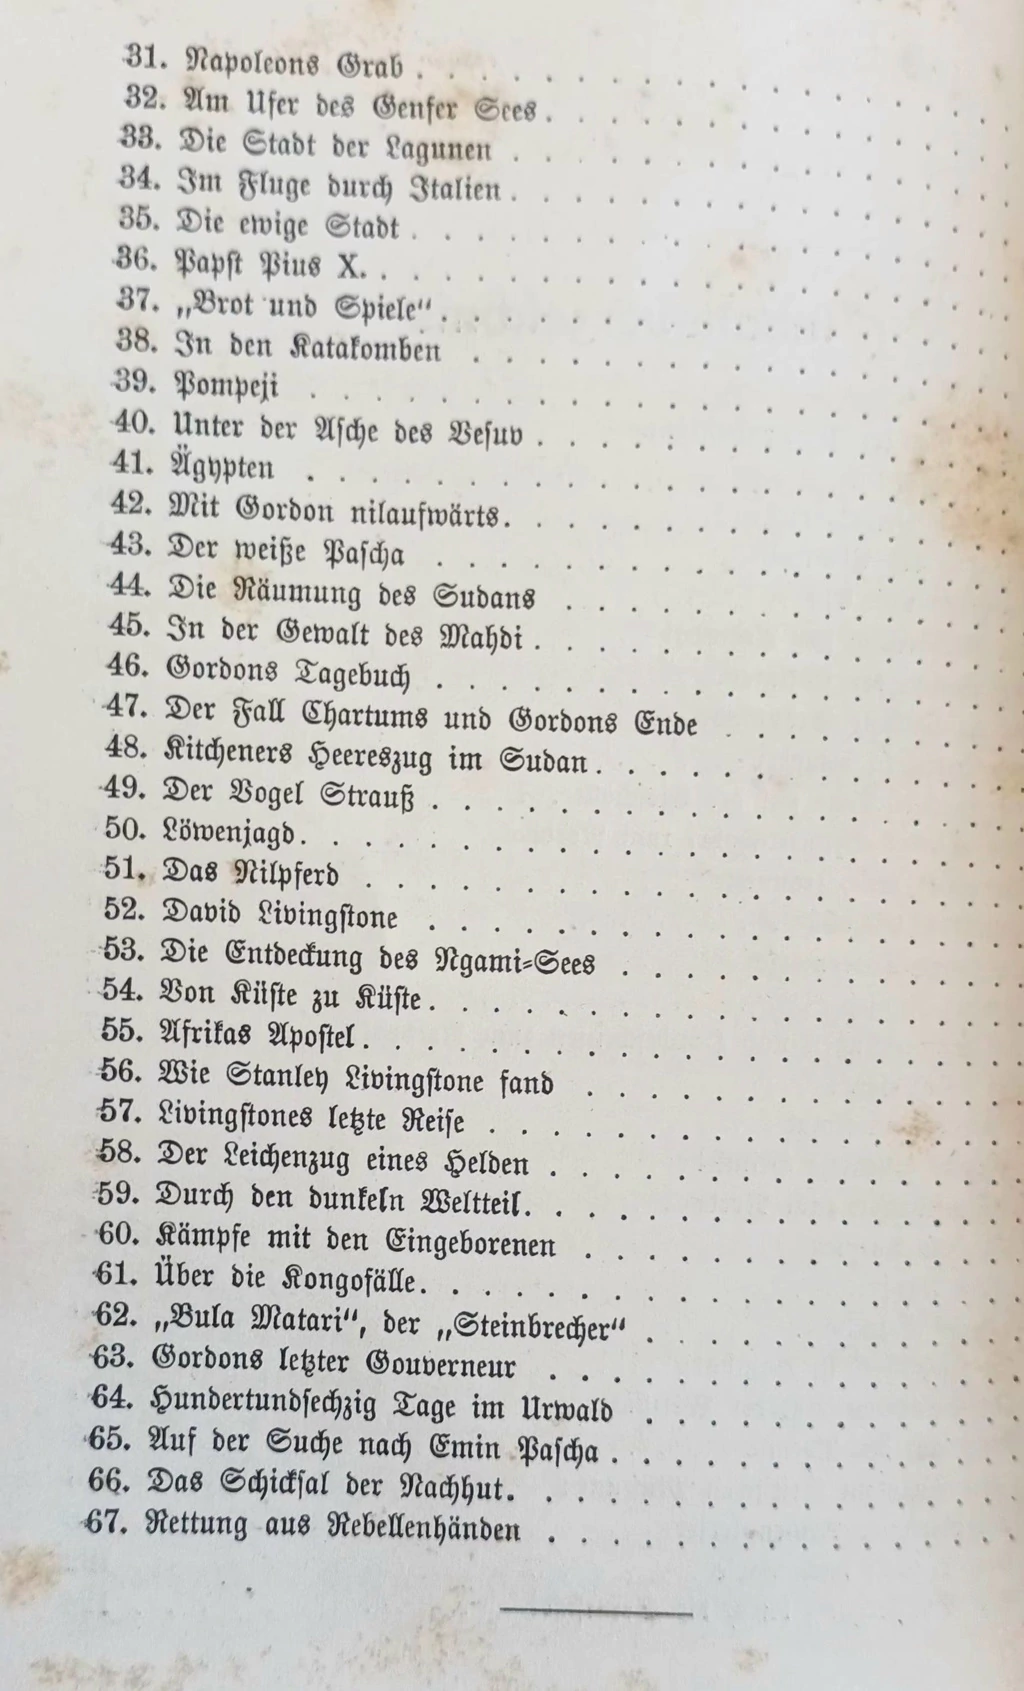 31. Napoleons Grab . . . . . . . . . . . . . . . . .
32. Am Ufer des Genfer Sees . . . . . . . . . . . . .
33. Die Stadt der Lagunen . . . . . . . . . . . . . .
34. Im Fluge durch Italien . . . . . . . . . . . . . .
35. Die ewige Stadt . . . . . . . . . . . . . . . . .
36. Papst Pius X. . . . . . . . . . . . . . . . . . .
37. „Brot und Spiele“ . . . . . . . . . . . . . . . .
38. In den Katakomben . . . . . . . . . . . . . . . .
39. Pompeji . . . . . . . . . . . . . . . . . . . . .
40. Unter der Asche des Vesuv . . . . . . . . . . . .
41. Ägypten . . . . . . . . . . . . . . . . . . . . .
42. Mit Gordon nilaufwärts . . . . . . . . . . . . . .
43. Der weiße Pascha . . . . . . . . . . . . . . . . .
44. Die Räumung des Sudans . . . . . . . . . . . . . .
45. In der Gewalt des Mahdi . . . . . . . . . . . . .
46. Gordons Tagebuch . . . . . . . . . . . . . . . . .
47. Der Fall Chartums und Gordons Ende . . . . . . . .
48. Kitcheners Heereszug im Sudan . . . . . . . . . .
49. Der Vogel Strauß . . . . . . . . . . . . . . . . .
50. Löwenjagd . . . . . . . . . . . . . . . . . . . .
51. Das Nilpferd . . . . . . . . . . . . . . . . . . .
52. David Livingstone . . . . . . . . . . . . . . . .
53. Die Entdeckung des Ngami-Sees . . . . . . . . . .
54. Von Küste zu Küste . . . . . . . . . . . . . . . .
55. Afrikas Apostel . . . . . . . . . . . . . . . . .
56. Wie Stanley Livingstone fand . . . . . . . . . . .
57. Livingstones letzte Reise . . . . . . . . . . . .
58. Der Leichenzug eines Helden . . . . . . . . . . .
59. Durch den dunkeln Weltteil . . . . . . . . . . . .
60. Kämpfe mit den Eingeborenen . . . . . . . . . . .
61. Über die Kongofälle . . . . . . . . . . . . . . .
62. „Bula Matari“, der „Steinbrecher“ . . . . . . . .
63. Gordons letzter Gouverneur . . . . . . . . . . . .
64. Hundertundsechzig Tage im Urwald . . . . . . . . .
65. Auf der Suche nach Emin Pascha . . . . . . . . . .
66. Das Schicksal der Nachhut . . . . . . . . . . . .
67. Rettung aus Rebellenhänden . . . . . . . . . . . .